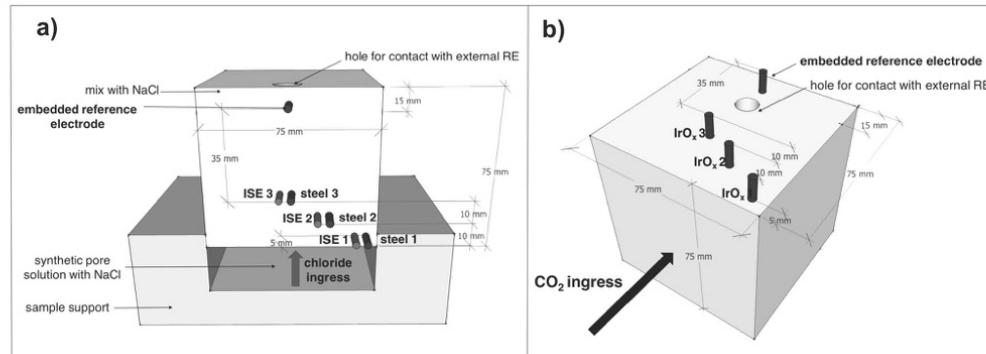 a)
hole for contact with external RE
mix with NaCl
embedded reference
electrode
15 mm
75 mm
35 mm
75 mm
ISE 3
steel 3
ISE 2
steel 2
10 mm
ISE 1
steel 1
10 mm
5 mm
synthetic pore
solution with NaCl
chloride
ingress
sample support
b)
embedded reference electrode
hole for contact with external RE
35 mm
15 mm
IrOx 3
10 mm
75 mm
IrOx 2
10 mm
IrOx
5 mm
75 mm
75 mm
CO2 ingress